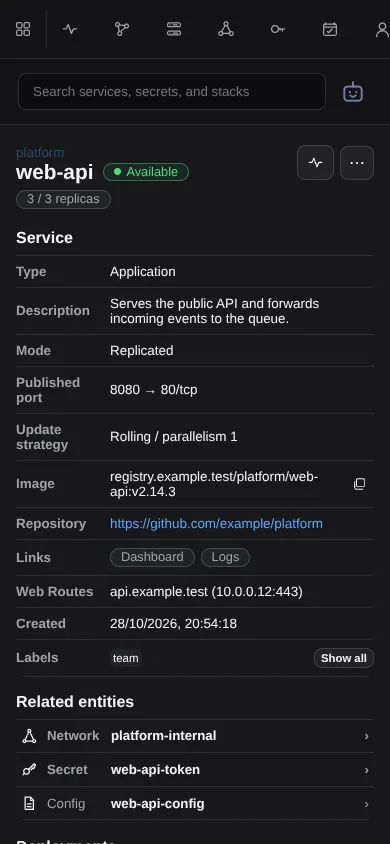 Search services, secrets, and stacks
platform
web-api
Available
3 / 3 replicas
Service
Type
Application
Description
Serves the public API and forwards
incoming events to the queue.
Mode
Replicated
Published
port
8080 → 80/tcp
Update
strategy
Rolling / parallelism 1
Image
registry.example.test/platform/web-
api:v2.14.3
Repository
https://github.com/example/platform
Links
Dashboard
Logs
Web Routes
api.example.test (10.0.0.12:443)
Created
28/10/2026, 20:54:18
Labels
team
Show all
Related entities
Network
platform-internal
Secret
web-api-token
Config
web-api-config
Deployments